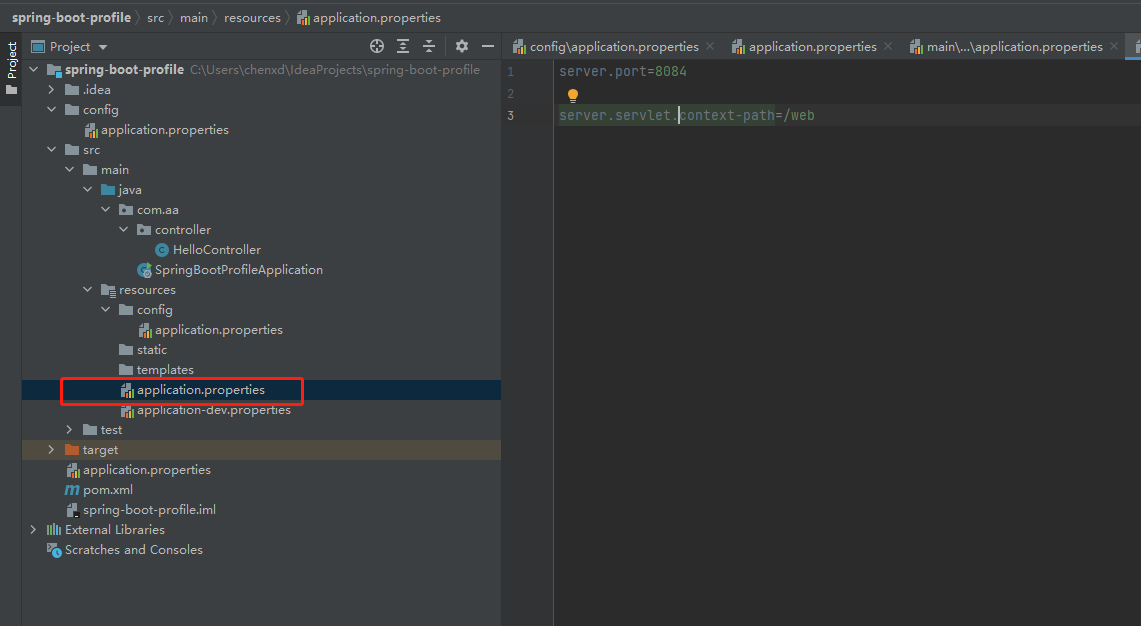 spring-boot-profile src main resources application.properties
Project
Project
config\application.properties application.properties main\...\application.properties
spring-boot-profile C:\Users\chenxd\IdeaProjects\spring-boot-profile
.idea
config
application.properties
src
main
java
com.aa
controller
HelloController
SpringBootProfileApplication
resources
config
application.properties
static
templates
application.properties
application-dev.properties
test
target
application.properties
pom.xml
spring-boot-profile.iml
External Libraries
Scratches and Consoles
1 server.port=8084
2
3 server.servlet.context-path=/web